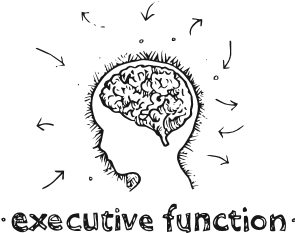 · executive function ·